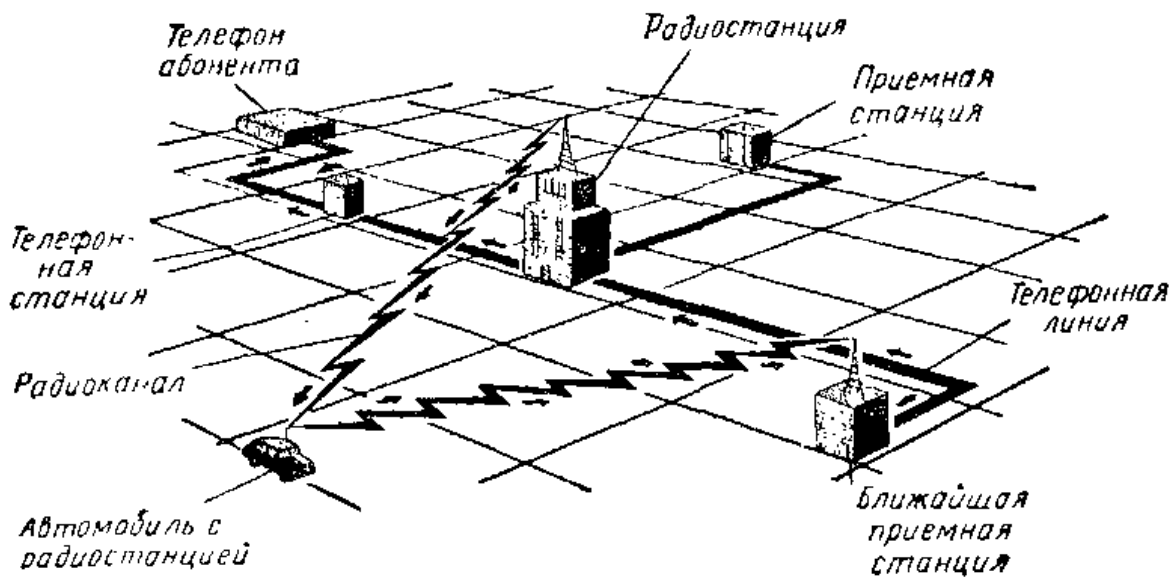 Телефон
абонента
Радиостанция
Приемная
станция
Телефон-
ная
станция
Телефонная
линия
Радиоканал
Автомобиль с
радиостанцией
Ближайшая
приемная
станция